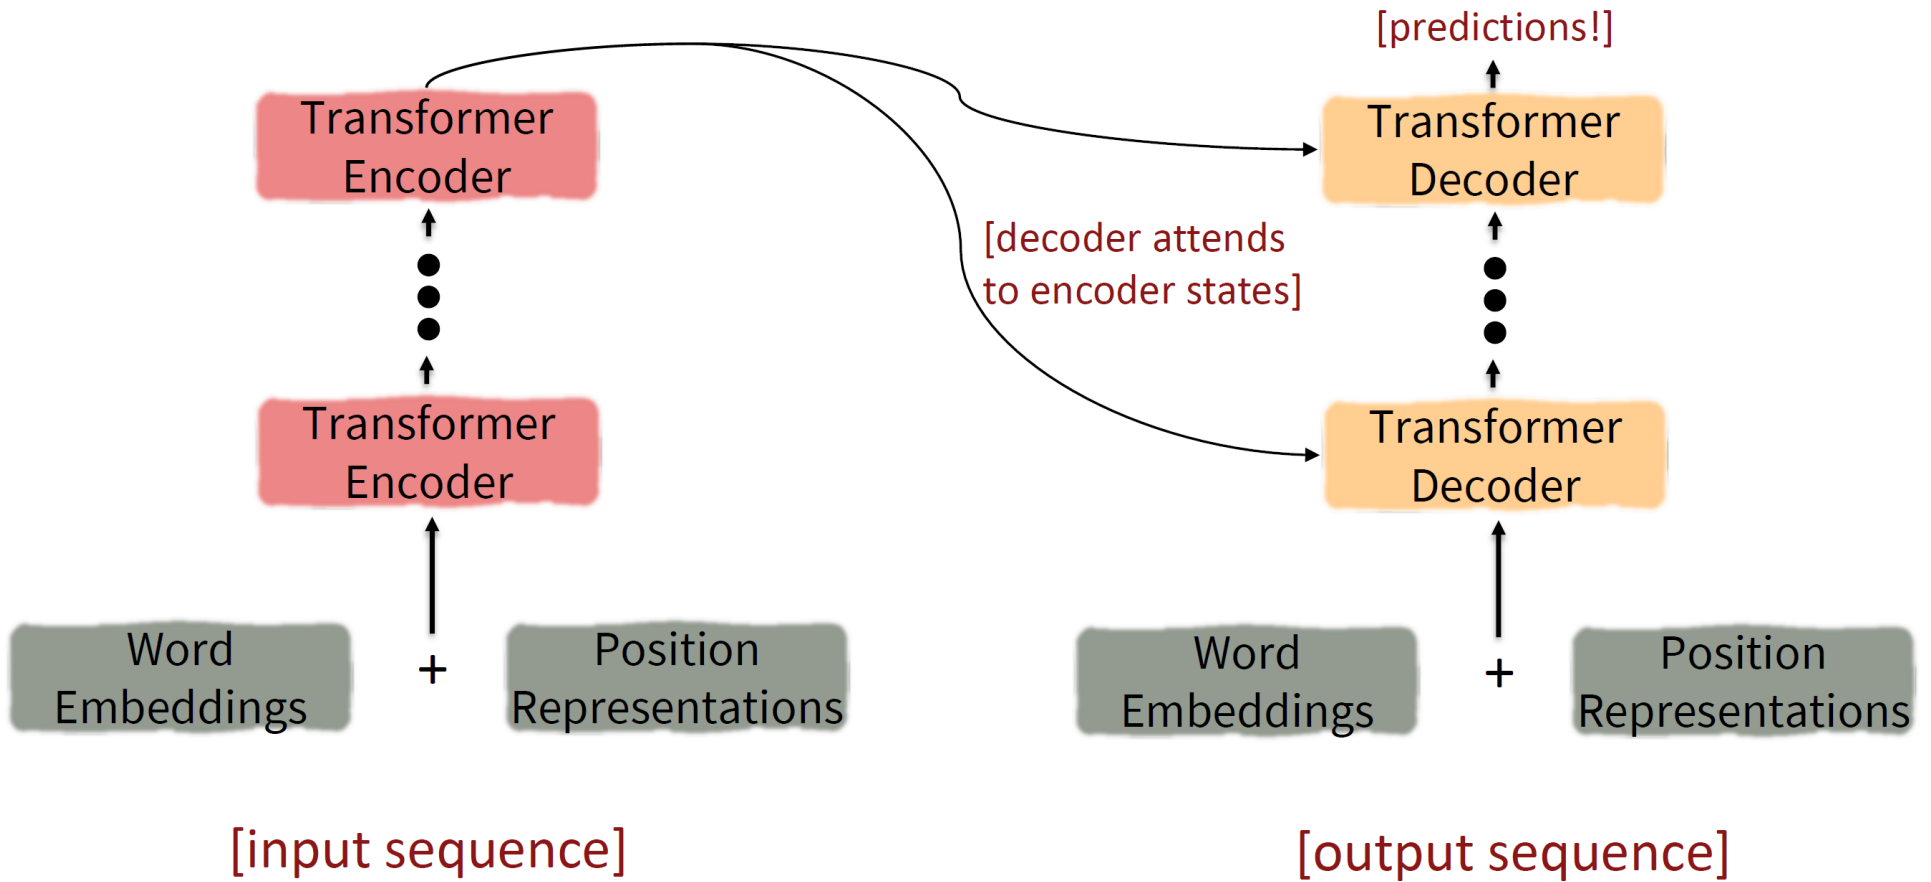 [predictions!]
Transformer
Encoder
Transformer
Decoder
[decoder attends
to encoder states]
Transformer
Encoder
Transformer
Decoder
Word
Embeddings
+
Position
Representations
Word
Embeddings
+
Position
Representations
[input sequence]
[output sequence]